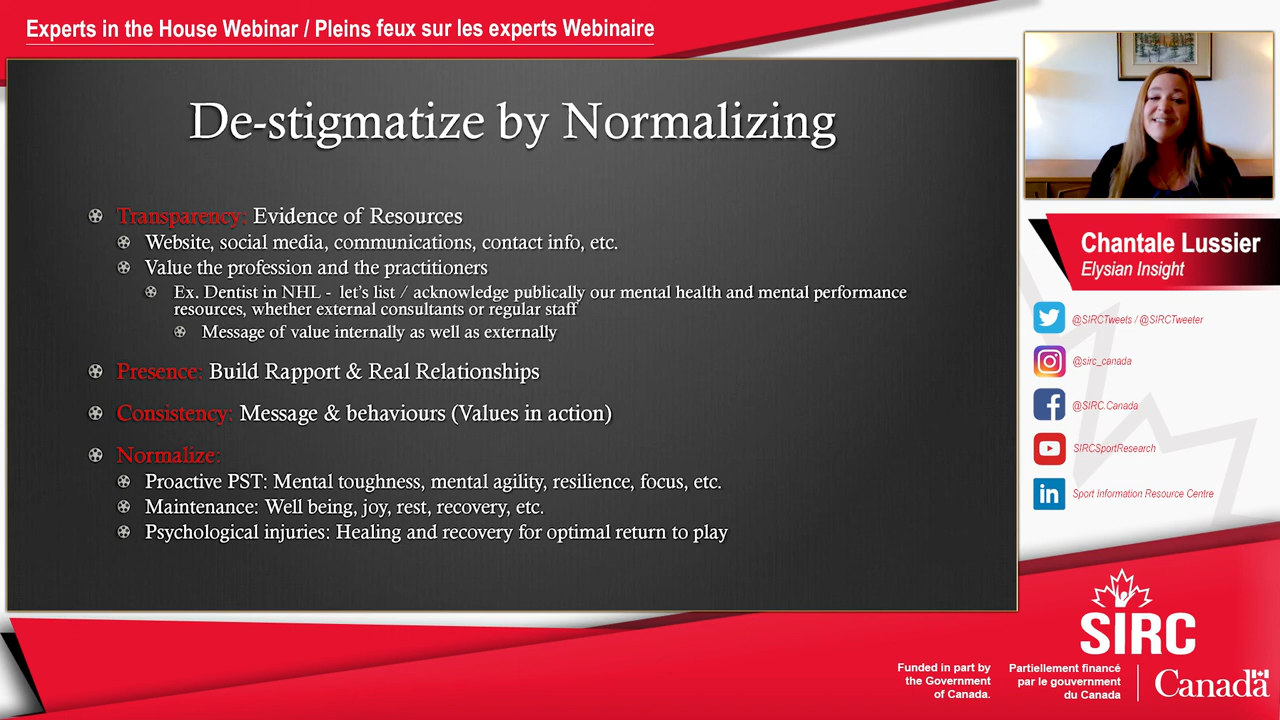 Experts in the House Webinar / Pleins feux sur les experts Webinaire
De-stigmatize by Normalizing
Transparency: Evidence of Resources
Website, social media, communications, contact info, etc.
Value the profession and the practitioners
Ex. Dentist in NHL - let's list / acknowledge publically our mental health and mental performance
resources, whether external consultants or regular staff
Message of value internally as well as externally
Presence: Build Rapport & Real Relationships
Consistency: Message & behaviours (Values in action)
Normalize:
Proactive PST: Mental toughness, mental agility, resilience, focus, etc.
Maintenance: Well being, joy, rest, recovery, etc.
Psychological injuries: Healing and recovery for optimal return to play
Chantale Lussier
Elysian Insight
@SIRCTweets / @SIRCTweeter
@sirc_canada
@SIRC.Canada
SIRCSportResearch
in Sport Information Resource Centre
SIRC
Funded in part by
the Government
of Canada.
Partiellement financé
par le gouvernment
du Canada
Canada